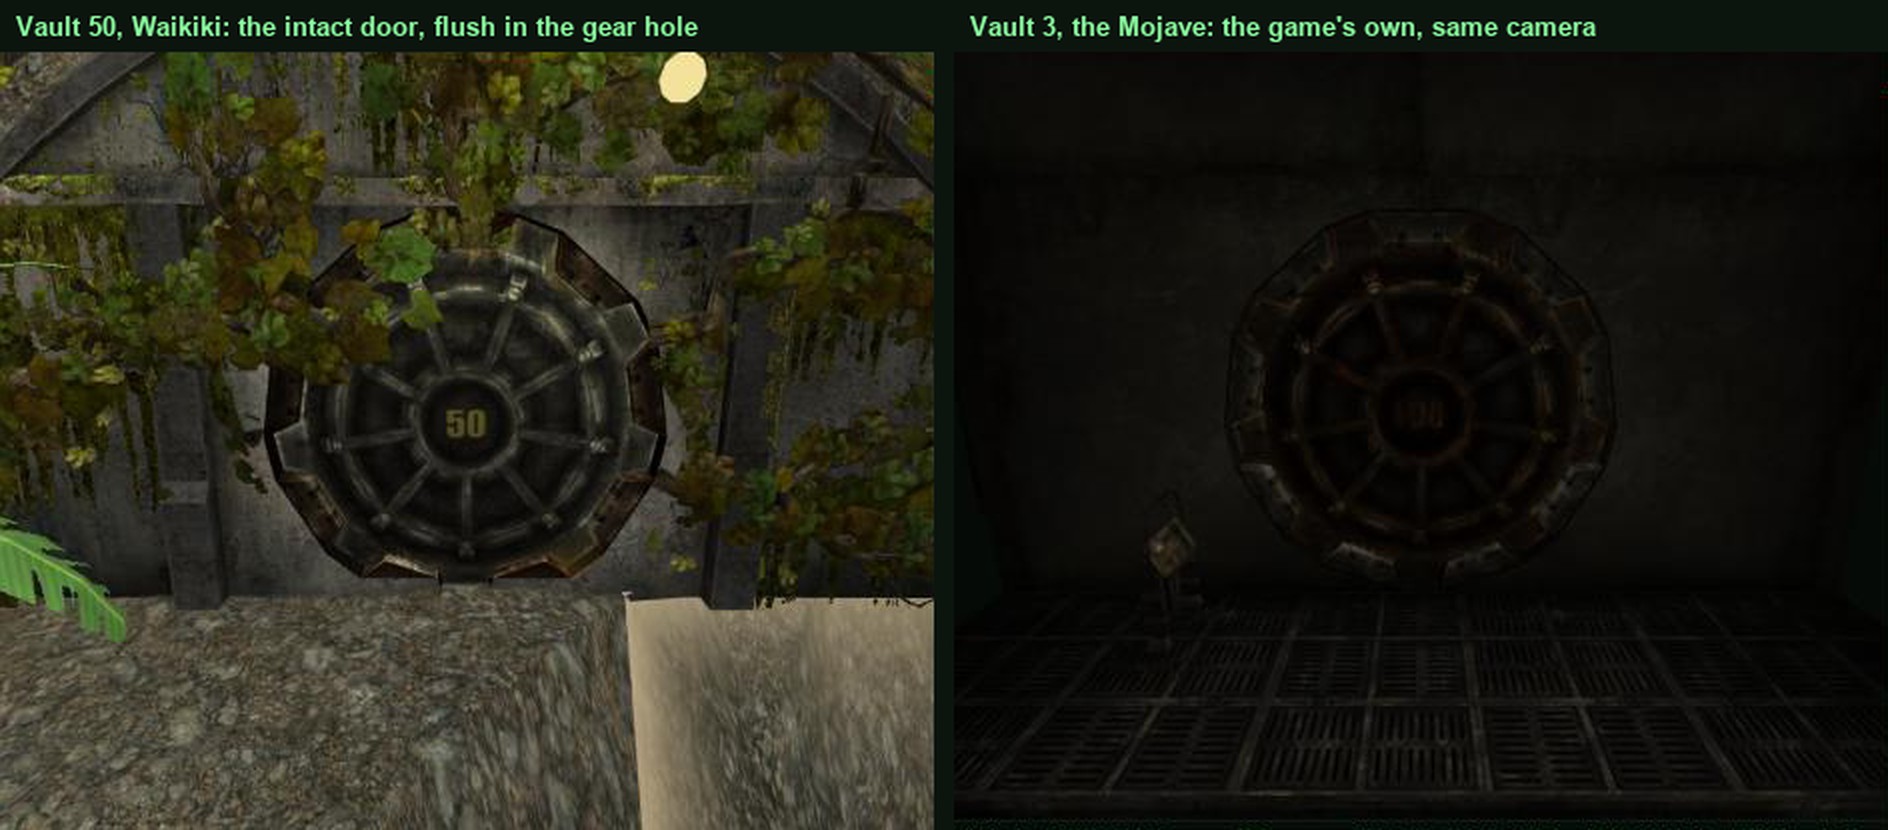 Vault 50, Waikiki: the intact door, flush in the gear hole
Vault 3, the Mojave: the game's own, same camera
50